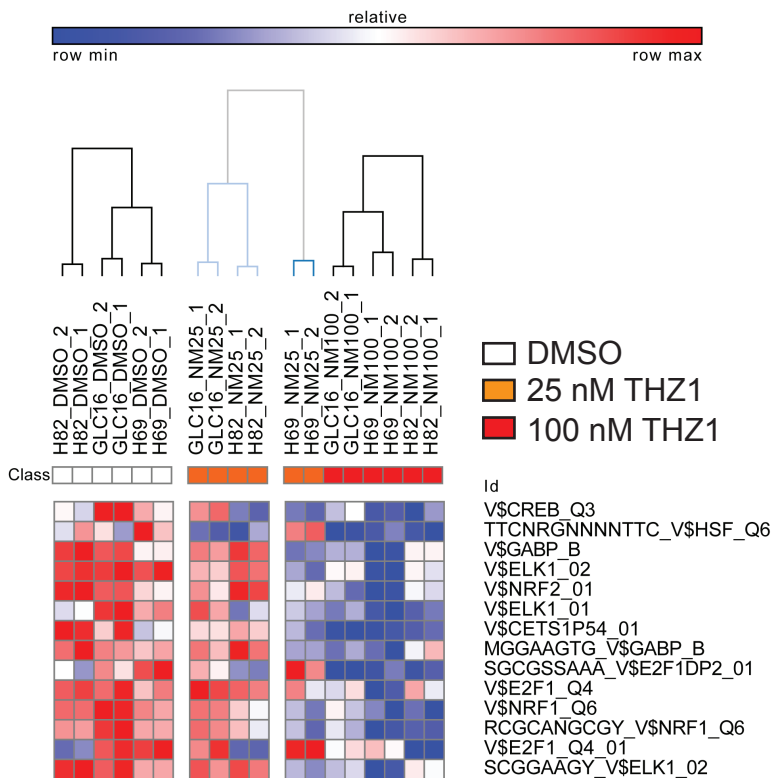 relative
row min row max
H82_DMSO_2
H82_DMSO_1
GLC16_DMSO_2
GLC16_DMSO_1
H69_DMSO_2
H69_DMSO_1
GLC16_NM25_1
GLC16_NM25_2
H82_NM25_1
H82_NM25_2
H69_NM25_1
H69_NM25_2
GLC16_NM100_2
GLC16_NM100_1
H69_NM100_1
H69_NM100_2
H82_NM100_2
H82_NM100_1
DMSO
25 nM THZ1
100 nM THZ1
Class
Id
V$CREB_Q3
TTCNRGNNNNTTC_V$HSF_Q6
V$GABP_B
V$ELK1_02
V$NRF2_01
V$ELK1_01
V$CETS1P54_01
MGGAAGTG_V$GABP_B
SGCGSSAAA_V$E2F1DP2_01
V$E2F1_Q4
V$NRF1_Q6
RCGCANGCGY_V$NRF1_Q6
V$E2F1_Q4_01
SCGGAAGY_V$ELK1_02